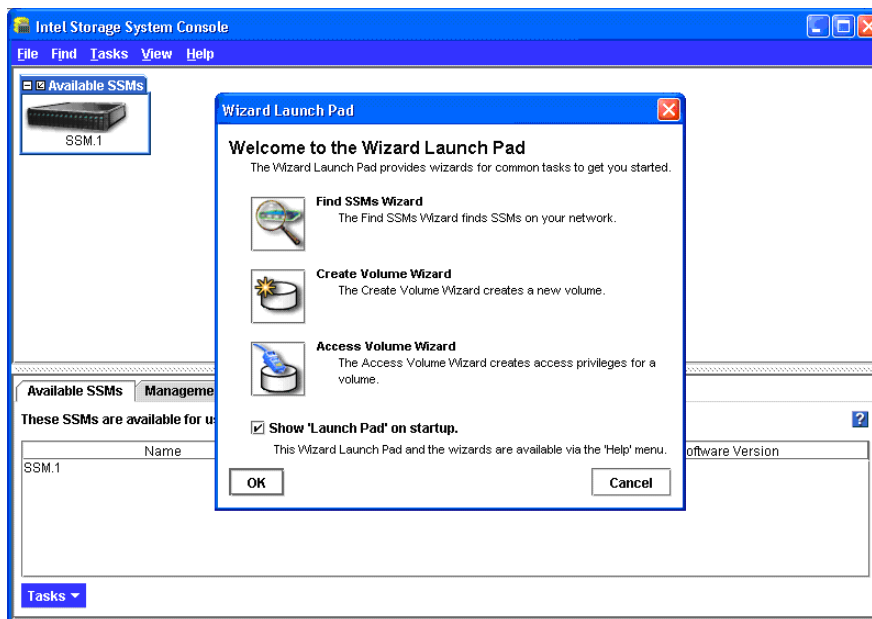 Intel Storage System Console
File Find Tasks View Help
Available SSMs
SSM.1
Wizard Launch Pad
Welcome to the Wizard Launch Pad
The Wizard Launch Pad provides wizards for common tasks to get you started.
Find SSMs Wizard
The Find SSMs Wizard finds SSMs on your network.
Create Volume Wizard
The Create Volume Wizard creates a new volume.
Access Volume Wizard
The Access Volume Wizard creates access privileges for a
volume.
Show 'Launch Pad' on startup.
This Wizard Launch Pad and the wizards are available via the 'Help' menu.
OK Cancel
Available SSMs Manageme
These SSMs are available for u
?
Name oftware Version
SSM.1
Tasks